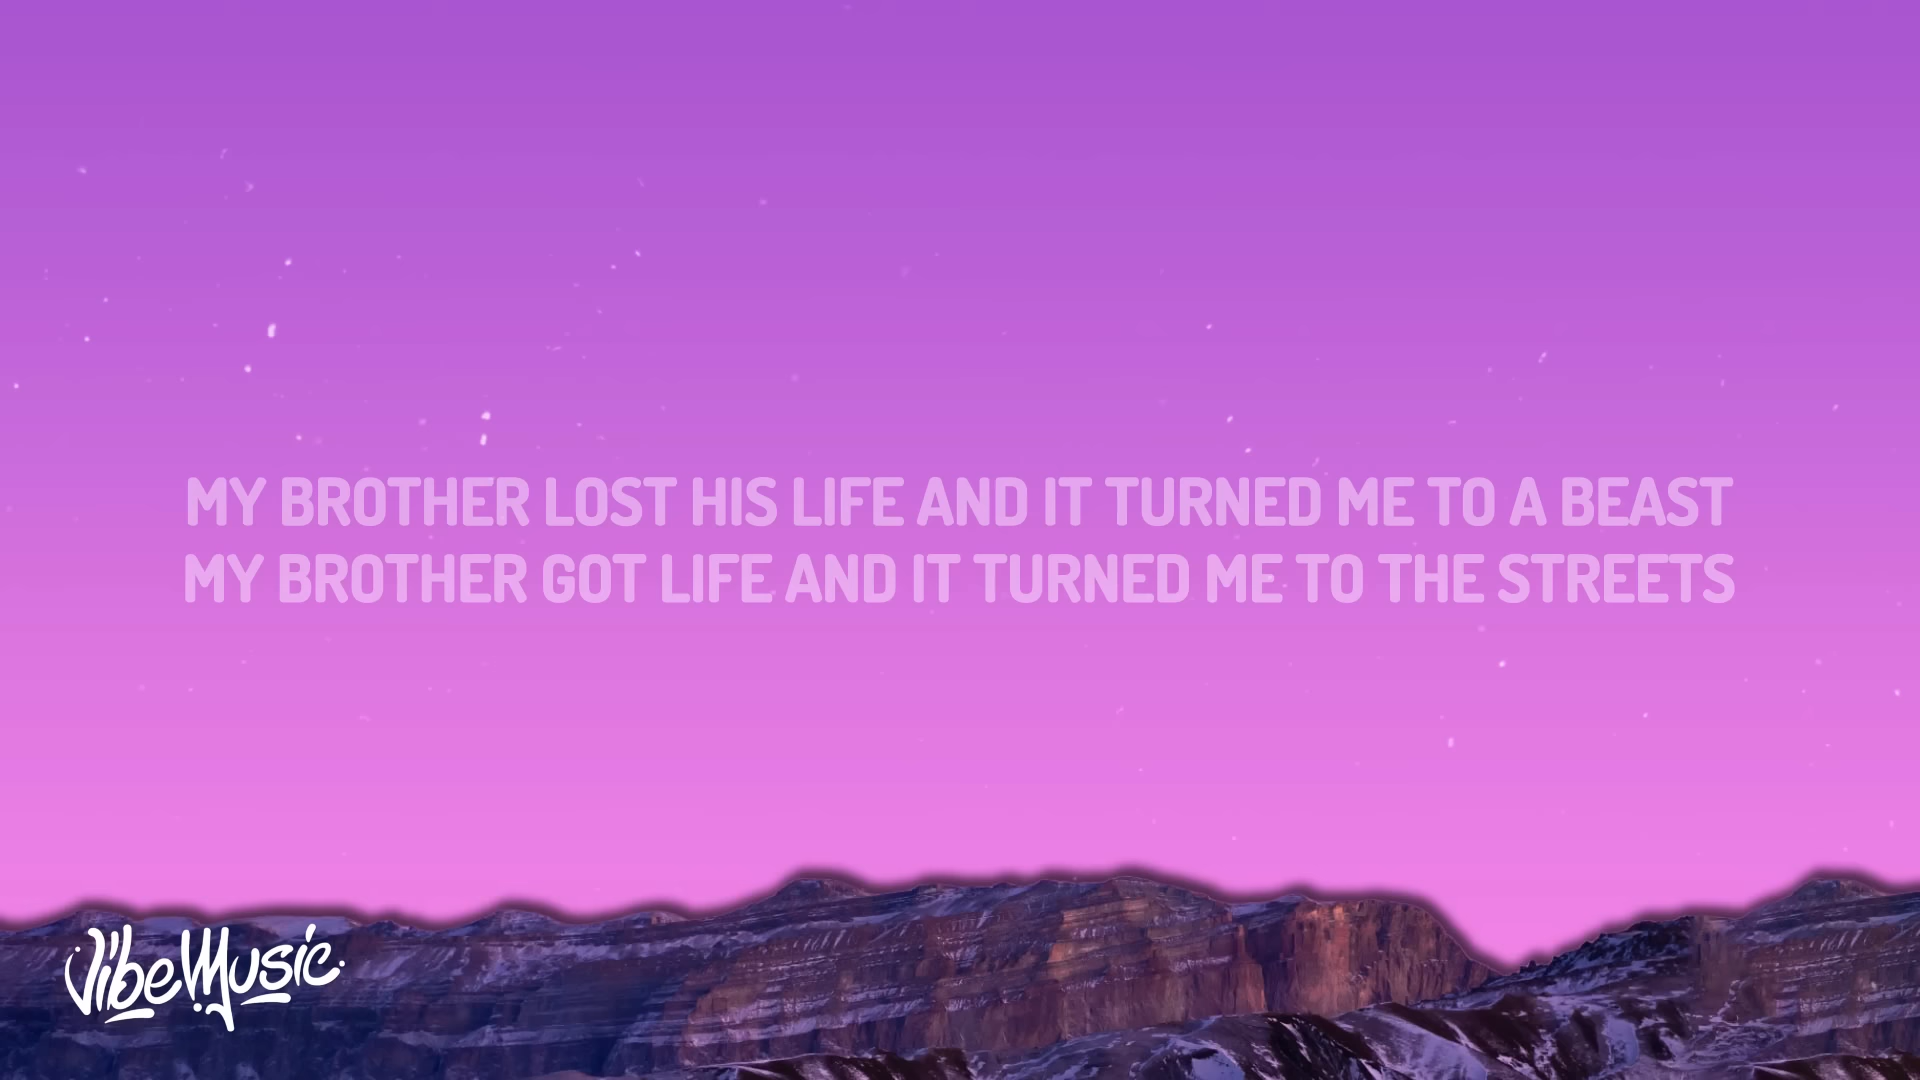 MY BROTHER LOST HIS LIFE AND IT TURNED ME TO A BEAST
MY BROTHER GOT LIFE AND IT TURNED ME TO THE STREETS
VibeMusic